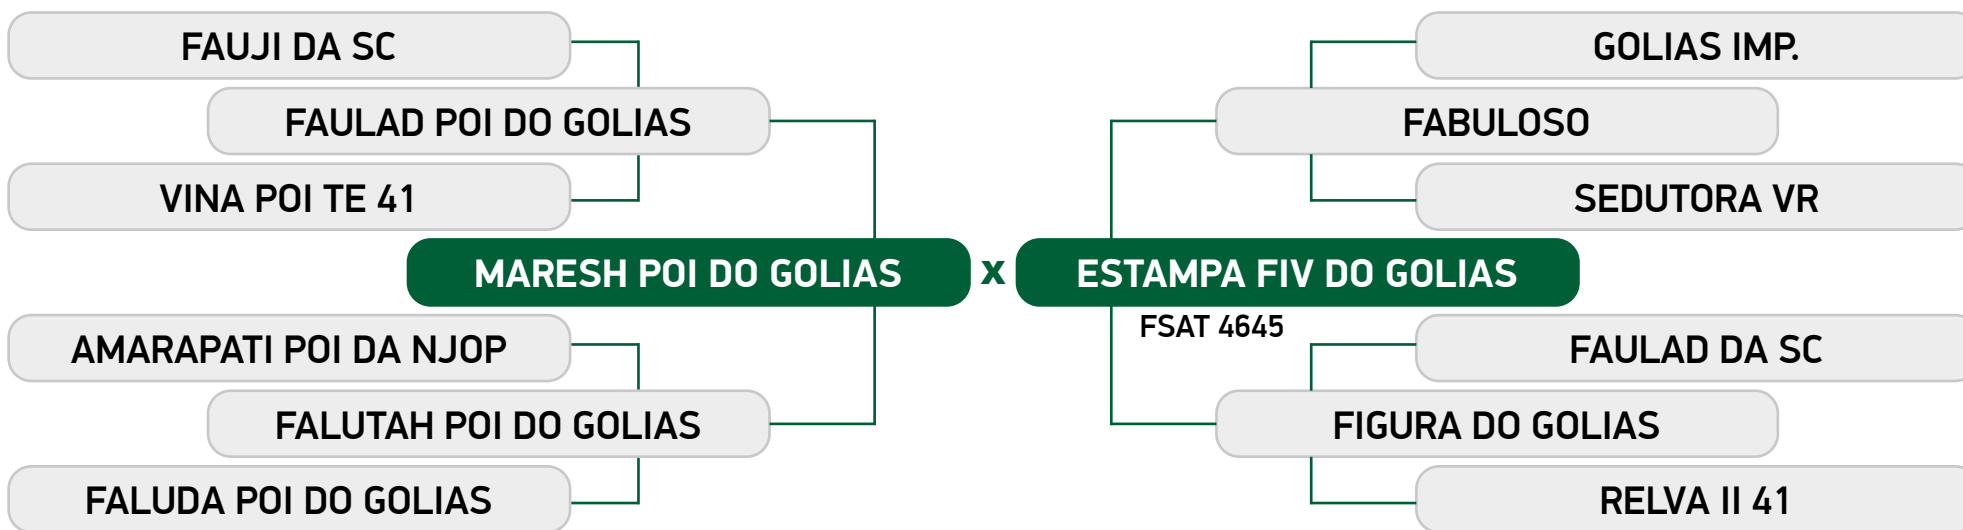 FAUJI DA SC
GOLIAS IMP.
FAULAD POI DO GOLIAS
FABULOSO
VINA POI TE 41
SEDUTORA VR
MARESH POI DO GOLIAS x ESTAMPA FIV DO GOLIAS
FSAT 4645
AMARAPATI POI DA NJOP
FAULAD DA SC
FALUTAH POI DO GOLIAS
FIGURA DO GOLIAS
FALUDA POI DO GOLIAS
RELVA II 41